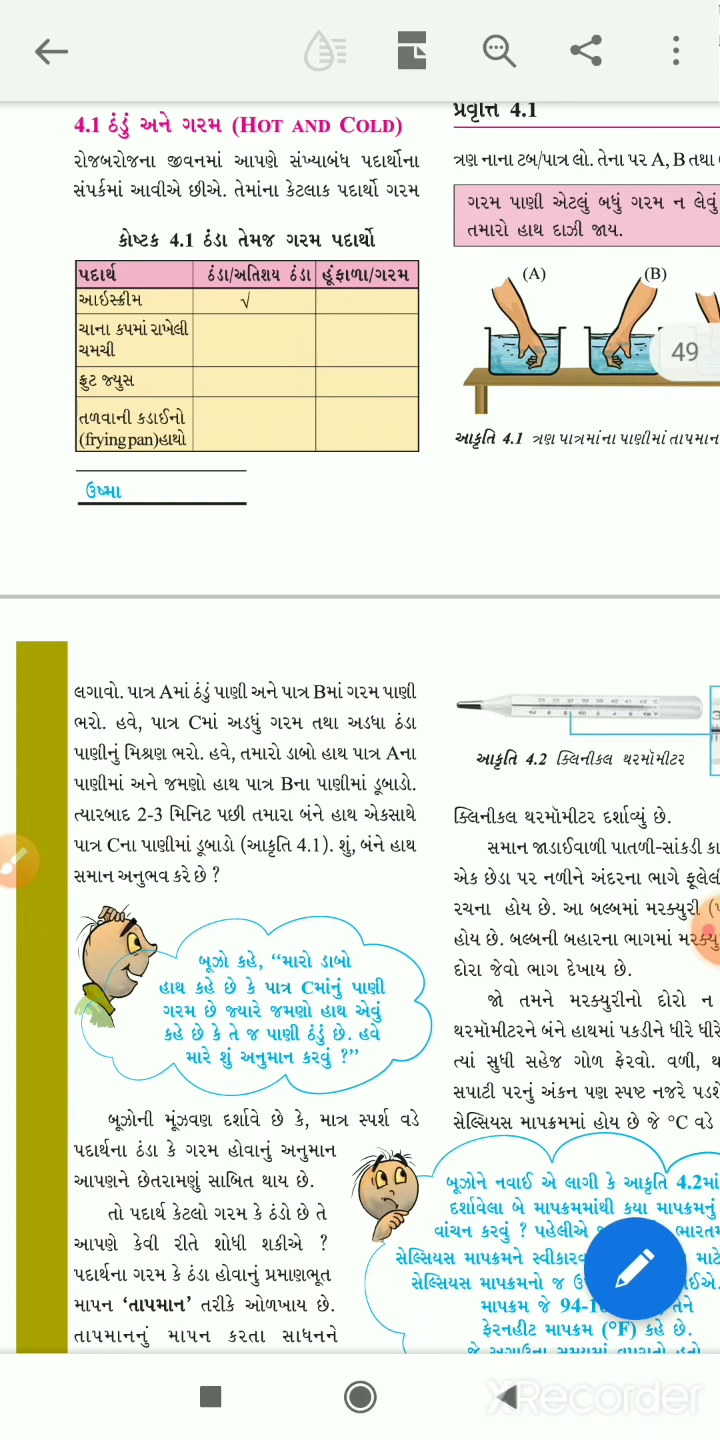 4.1 ઠંડું અને ગરમ (HOT AND COLD)
રોજબરોજના જીવનમાં આપણે સંખ્યાબંધ પદાર્થોના
સંપર્કમાં આવીએ છીએ. તેમાંના કેટલાક પદાર્થો ગરમ
કોષ્ટક 4.1 ઠંડા તેમજ ગરમ પદાર્થો
પદાર્થ ઠંડા/અતિશય ઠંડા હૂંફાળા/ગરમ
આઇસ્ક્રીમ √
ચાના કપમાં રાખેલી
ચમચી
ફ્રુટ જ્યુસ
તળવાની કડાઈનો
(frying pan)હાથો
ઉષ્મા
પ્રવૃત્તિ 4.1
ત્રણ નાના ટબ/પાત્ર લો. તેના પર A, B તથા
ગરમ પાણી એટલું બધું ગરમ ન લેવું
તમારો હાથ દાઝી જાય.
(A) (B)
49
આકૃતિ 4.1 ત્રણ પાત્રમાંના પાણીમાં તાપમાન
લગાવો. પાત્ર Aમાં ઠંડું પાણી અને પાત્ર Bમાં ગરમ પાણી
ભરો. હવે, પાત્ર Cમાં અડધું ગરમ તથા અડધા ઠંડા
પાણીનું મિશ્રણ ભરો. હવે, તમારો ડાબો હાથ પાત્ર Aના
પાણીમાં અને જમણો હાથ પાત્ર Bના પાણીમાં ડૂબાડો.
ત્યારબાદ 2-3 મિનિટ પછી તમારા બંને હાથ એકસાથે
પાત્ર Cના પાણીમાં ડૂબાડો (આકૃતિ 4.1). શું, બંને હાથ
સમાન અનુભવ કરે છે ?
બૂઝો કહે, “મારો ડાબો
હાથ કહે છે કે પાત્ર Cમાંનું પાણી
ગરમ છે જ્યારે જમણો હાથ એવું
કહે છે કે તે જ પાણી ઠંડું છે. હવે
મારે શું અનુમાન કરવું ?”
બૂઝોની મૂંઝવણ દર્શાવે છે કે, માત્ર સ્પર્શ વડે
પદાર્થના ઠંડા કે ગરમ હોવાનું અનુમાન
આપણને છેતરામણું સાબિત થાય છે.
તો પદાર્થ કેટલો ગરમ કે ઠંડો છે તે
આપણે કેવી રીતે શોધી શકીએ ?
પદાર્થના ગરમ કે ઠંડા હોવાનું પ્રમાણભૂત
માપન ‘તાપમાન’ તરીકે ઓળખાય છે.
તાપમાનનું માપન કરતા સાધનને
આકૃતિ 4.2 ક્લિનીકલ થરમૉમીટર
ક્લિનીકલ થરમૉમીટર દર્શાવ્યું છે.
સમાન જાડાઈવાળી પાતળી-સાંકડી
એક છેડા પર નળીને અંદરના ભાગે ફૂલેલી
રચના હોય છે. આ બલ્બમાં મરક્યુરી
હોય છે. બલ્બની બહારના ભાગમાં મરક્યુ
દોરા જેવો ભાગ દેખાય છે.
જો તમને મરક્યુરીનો દોરો ન
થરમૉમીટરને બંને હાથમાં પકડીને ધીરે ધીરે
ત્યાં સુધી સહેજ ગોળ ફેરવો. વળી,
સપાટી પરનું અંકન પણ સ્પષ્ટ નજરે પડશે
સેલ્સિયસ માપક્રમમાં હોય છે જે °C વડે
બૂઝોને નવાઈ એ લાગી કે આકૃતિ 4.2માં
દર્શાવેલા બે માપક્રમમાંથી કયા માપક્રમનું
વાંચન કરવું ? પહેલીએ
સેલ્સિયસ માપક્રમને માટે
સેલ્સિયસ માપક્રમનો જ
માપક્રમ જે તેને
ફેરનહીટ માપક્રમ (°F) કહે છે.
XRecorder